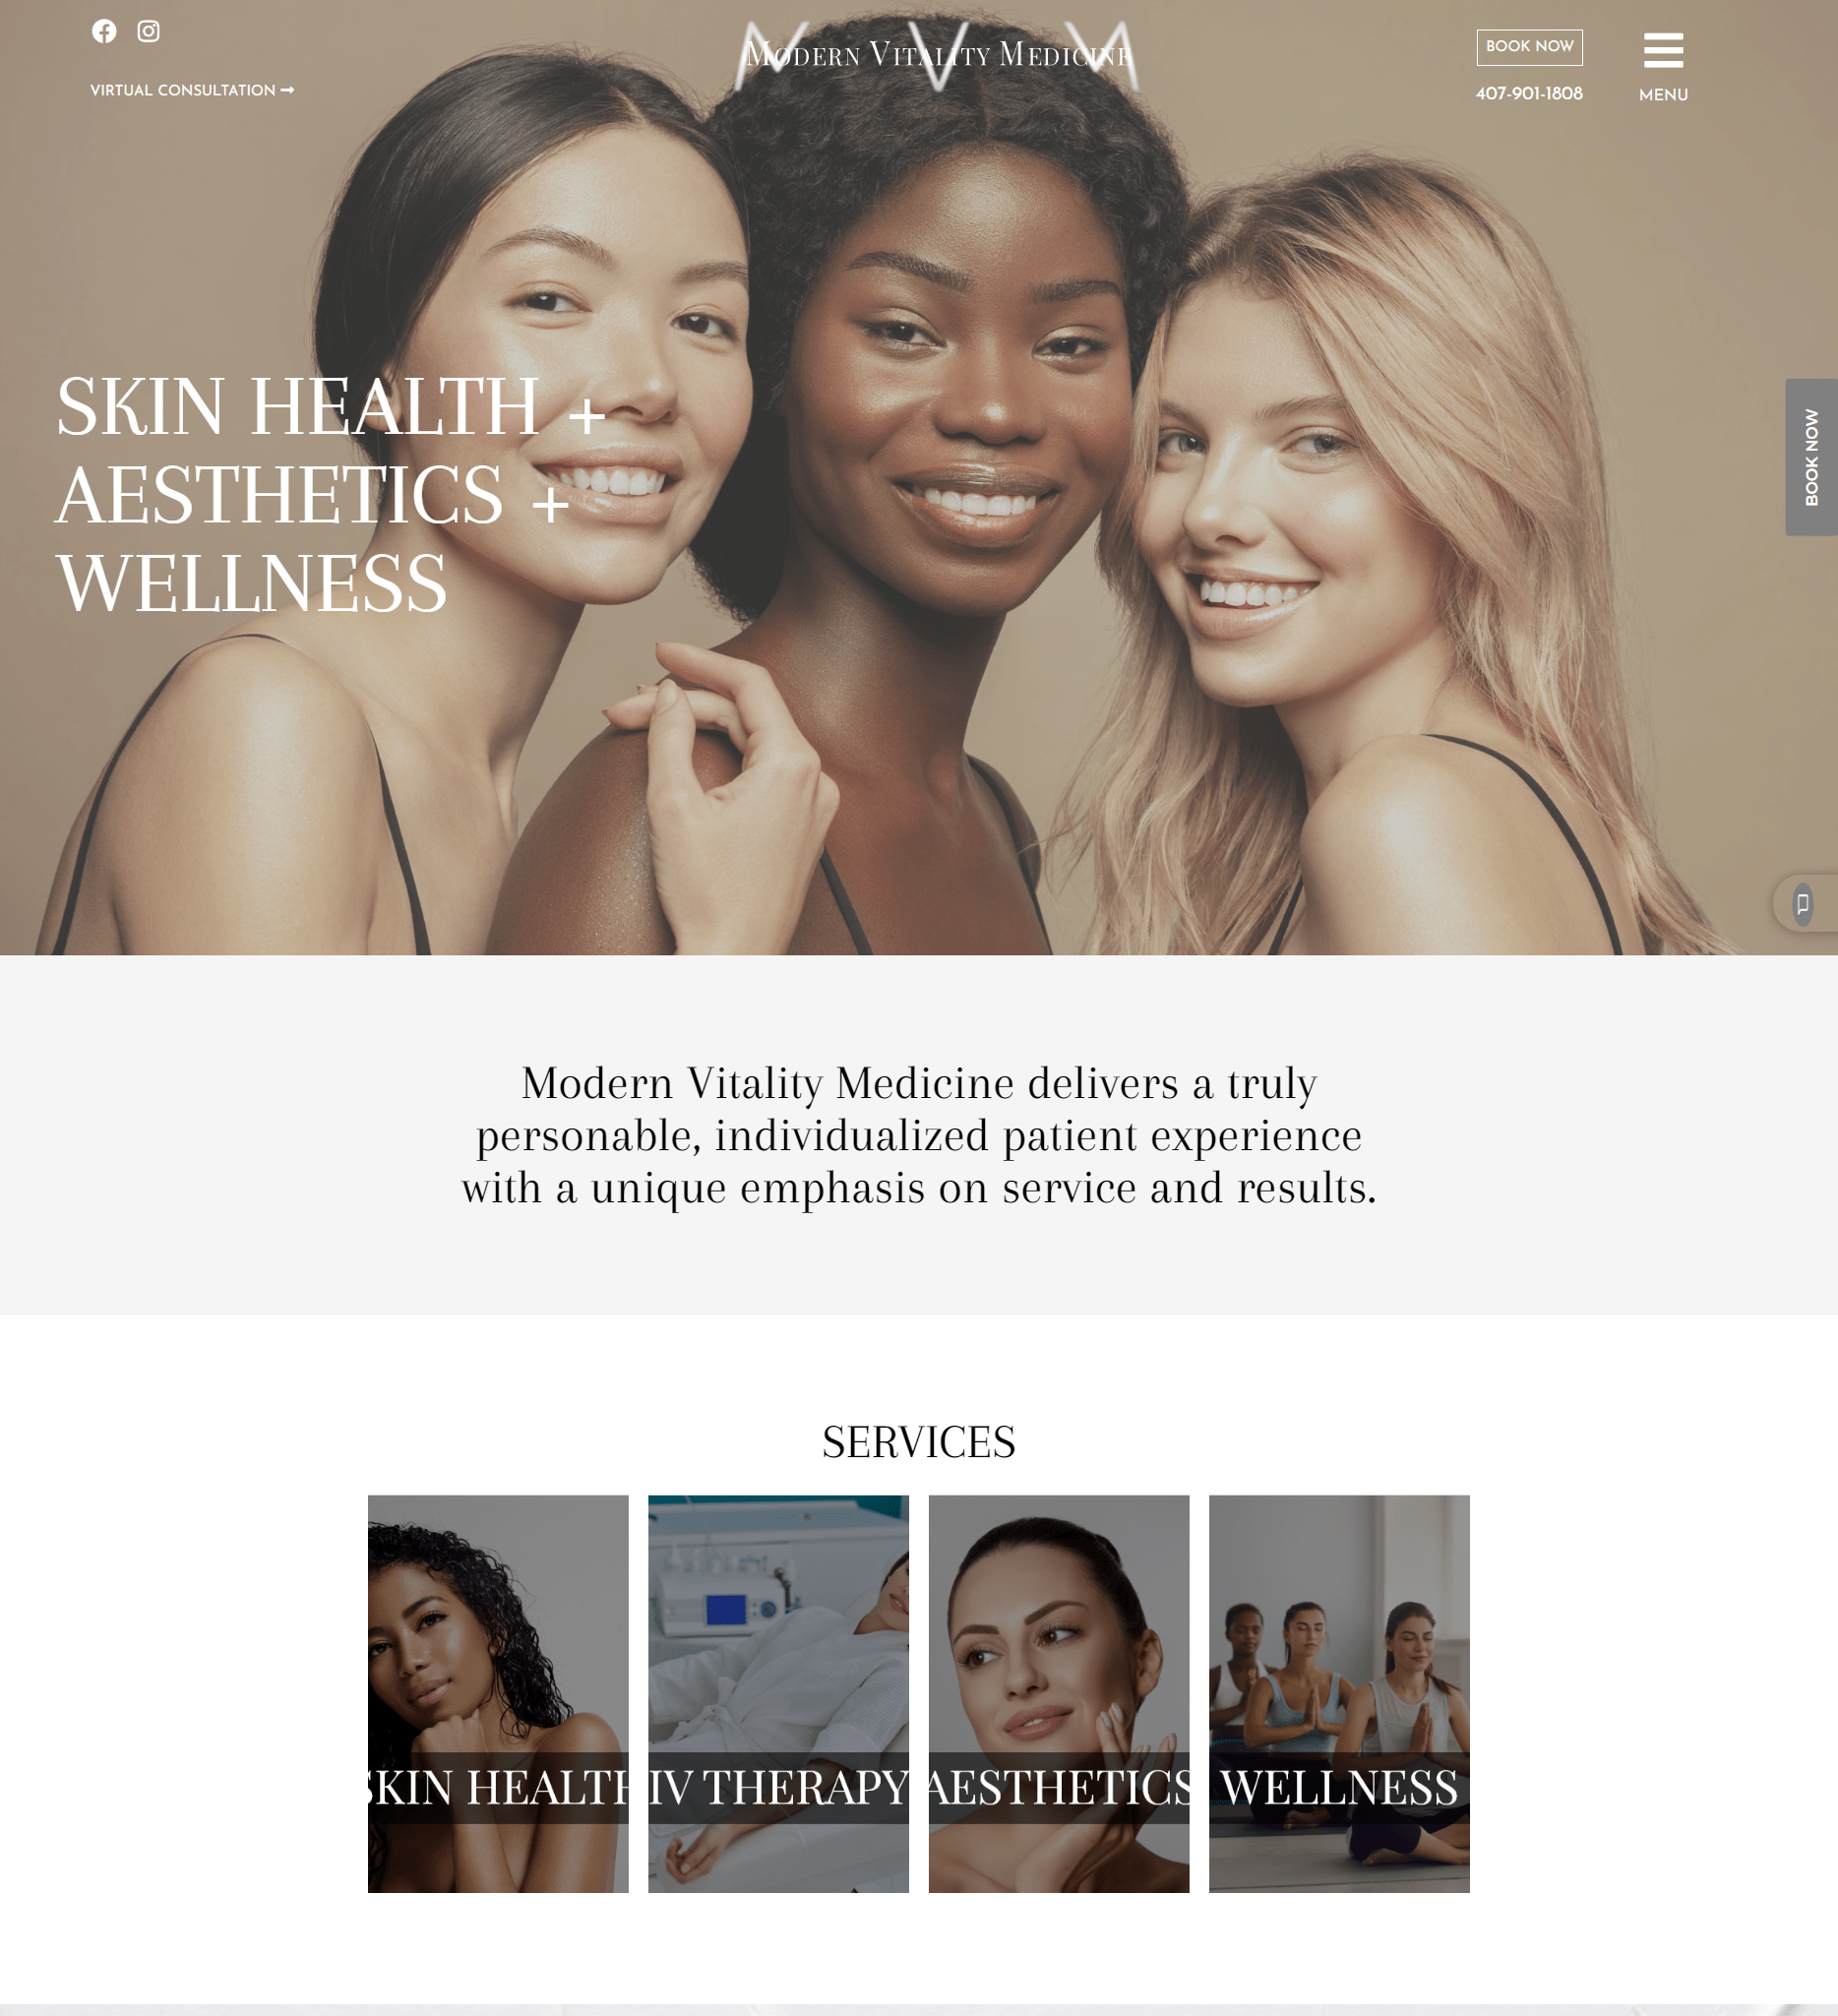 MVM
MODERN VITALITY MEDICINE
VIRTUAL CONSULTATION
BOOK NOW
407-901-1808
MENU
SKIN HEALTH +
AESTHETICS +
WELLNESS
BOOK NOW
Modern Vitality Medicine delivers a truly
personable, individualized patient experience
with a unique emphasis on service and results.
SERVICES
SKIN HEALTH
IV THERAPY
AESTHETICS
WELLNESS